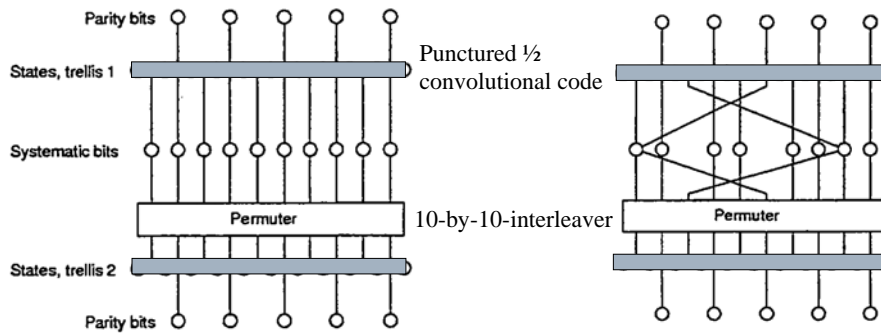 Parity bits
States, trellis 1
Punctured ½
convolutional code
Systematic bits
Permuter
10-by-10-interleaver
Permuter
States, trellis 2
Parity bits